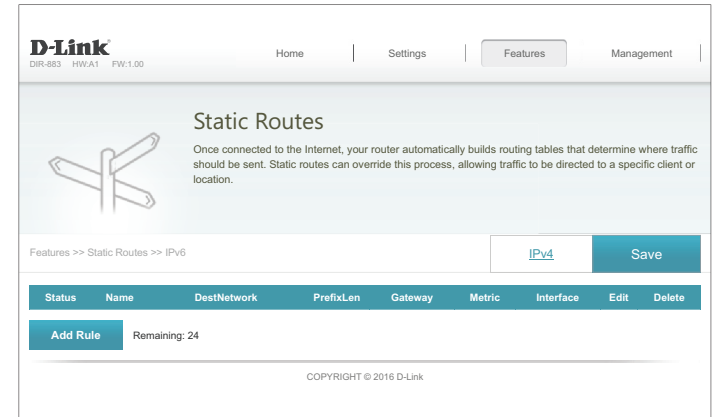 D-Link
DIR-883 HW:A1 FW:1.00
Home Settings Features Management
Static Routes
Once connected to the Internet, your router automatically builds routing tables that determine where traffic
should be sent. Static routes can override this process, allowing traffic to be directed to a specific client or
location.
Features >> Static Routes >> IPv6
IPv4 Save
Status Name DestNetwork PrefixLen Gateway Metric Interface Edit Delete
Add Rule Remaining: 24
COPYRIGHT © 2016 D-Link